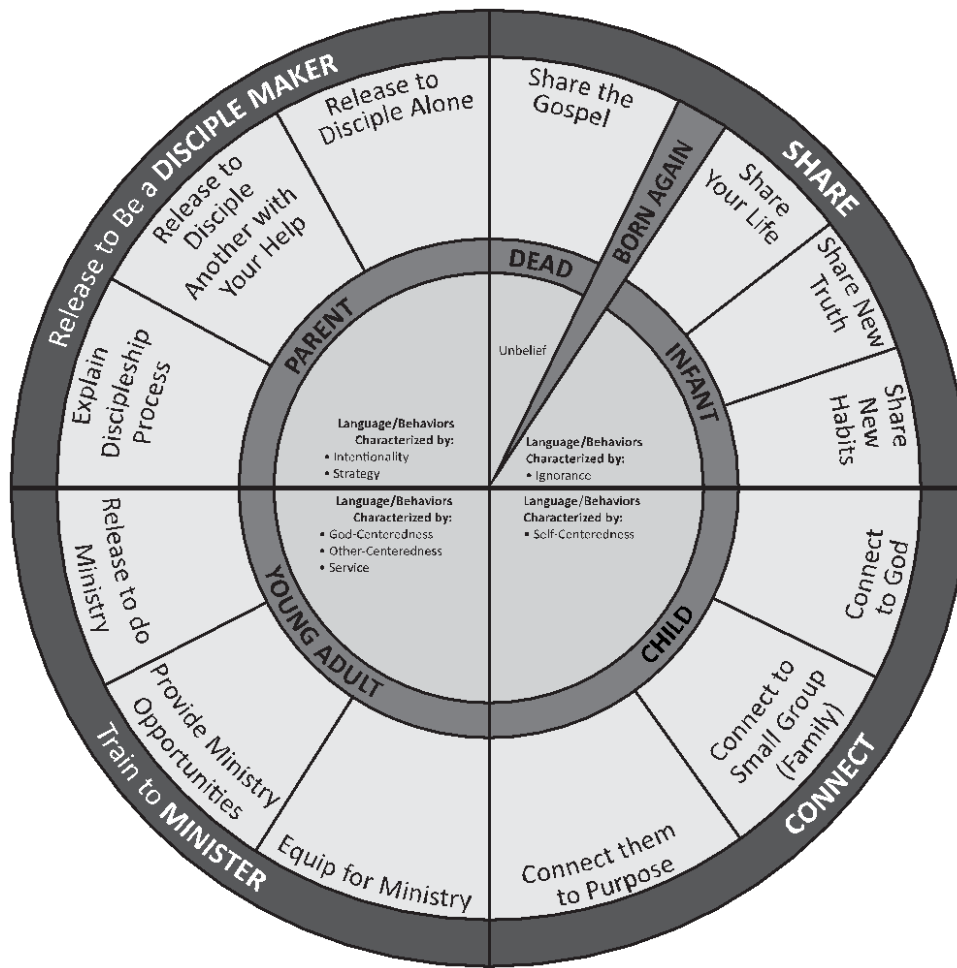 SHARE
Share the
Gospel
BORN AGAIN
Share
Your Life
Share New
Truth
Share
New
Habits
DEAD
Unbelief
INFANT
Language/Behaviors
Characterized by:
• Ignorance
CONNECT
Connect
to God
Connect to
Small Group
(Family)
Connect them
to Purpose
CHILD
Language/Behaviors
Characterized by:
• Self-Centeredness
Train to MINISTER
Equip for Ministry
Provide Ministry
Opportunities
Release to do
Ministry
YOUNG ADULT
Language/Behaviors
Characterized by:
• God-Centeredness
• Other-Centeredness
• Service
Release to Be a DISCIPLE MAKER
Explain
Discipleship
Process
Release to
Disciple
Another with
Your Help
Release to
Disciple Alone
PARENT
Language/Behaviors
Characterized by:
• Intentionality
• Strategy